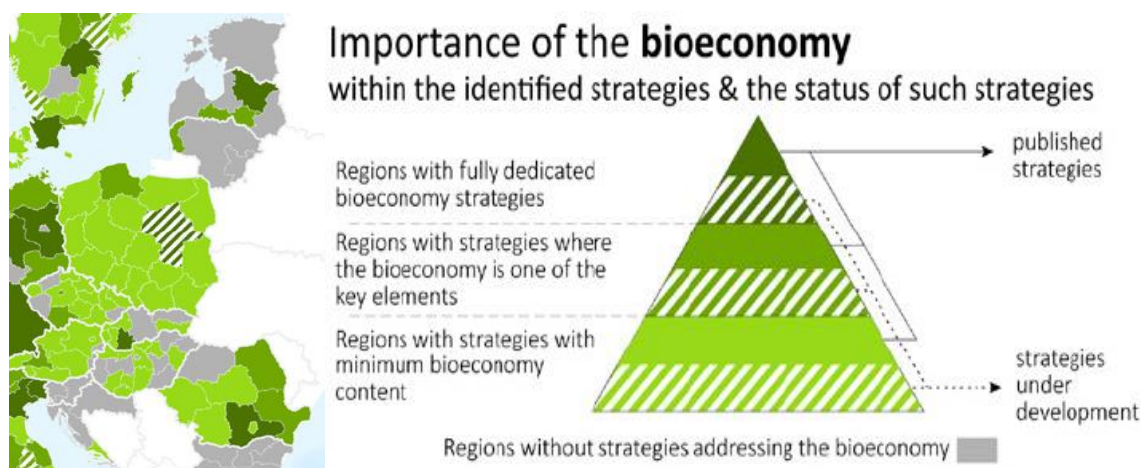 Importance of the bioeconomy
within the identified strategies & the status of such strategies
Regions with fully dedicated
bioeconomy strategies
Regions with strategies where
the bioeconomy is one of the
key elements
Regions with strategies with
minimum bioeconomy
content
published
strategies
strategies
under
development
Regions without strategies addressing the bioeconomy